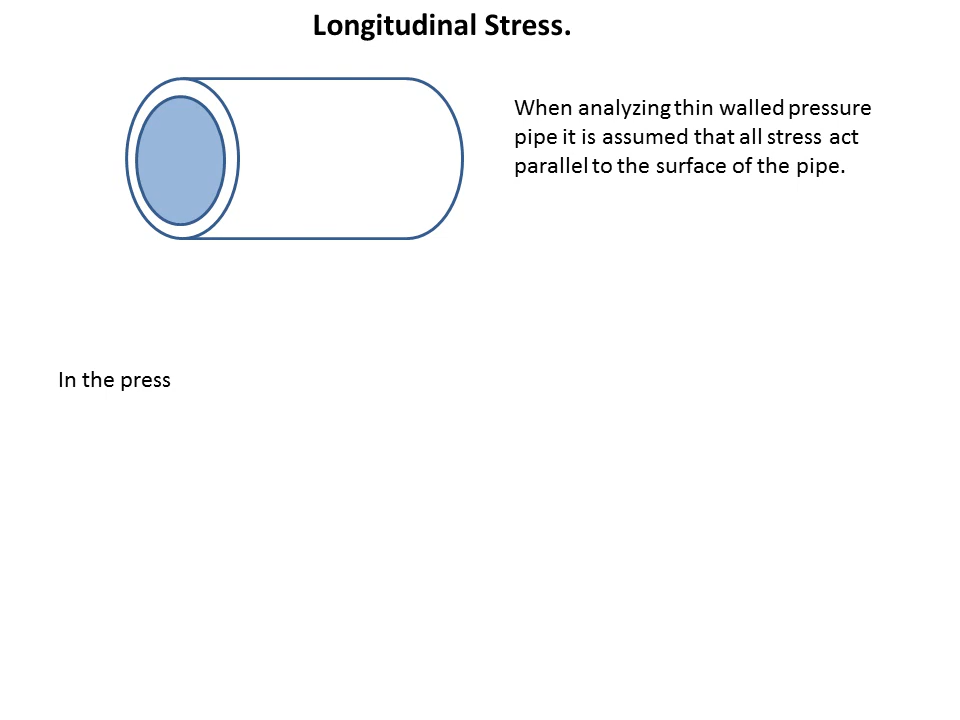 Longitudinal Stress.
When analyzing thin walled pressure
pipe it is assumed that all stress act
parallel to the surface of the pipe.
In the press